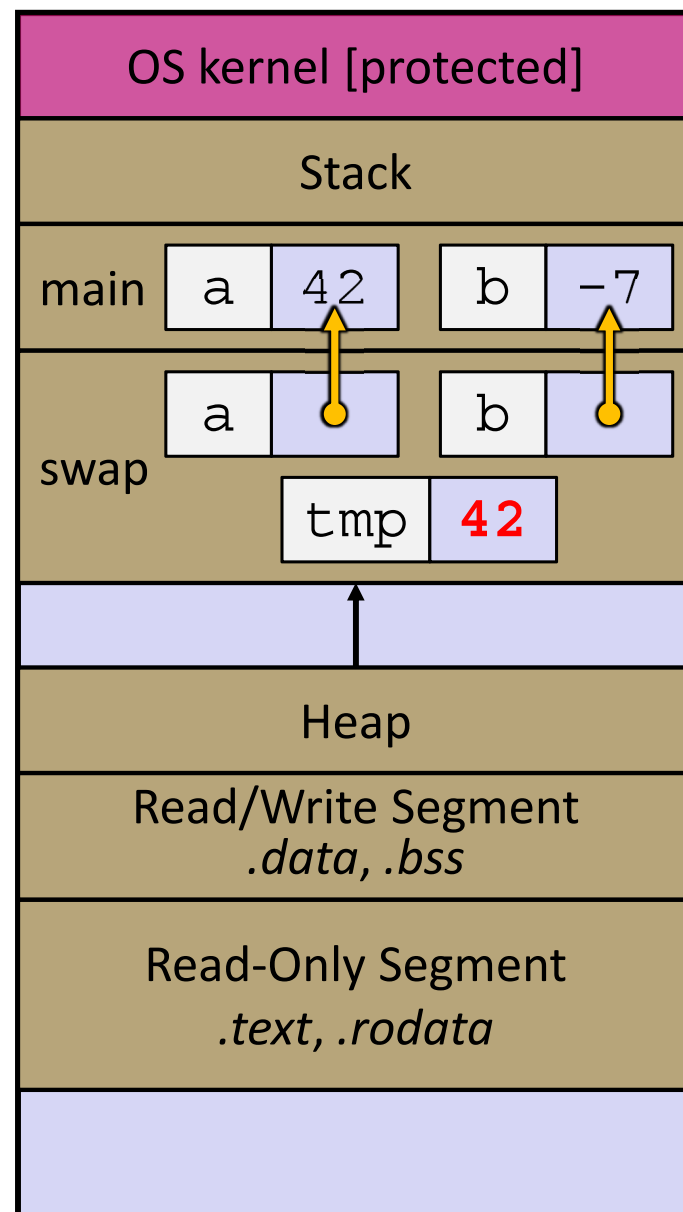 OS kernel [protected]
Stack
main a 42 b -7
swap a b
tmp 42
Heap
Read/Write Segment
.data, .bss
Read-Only Segment
.text, .rodata